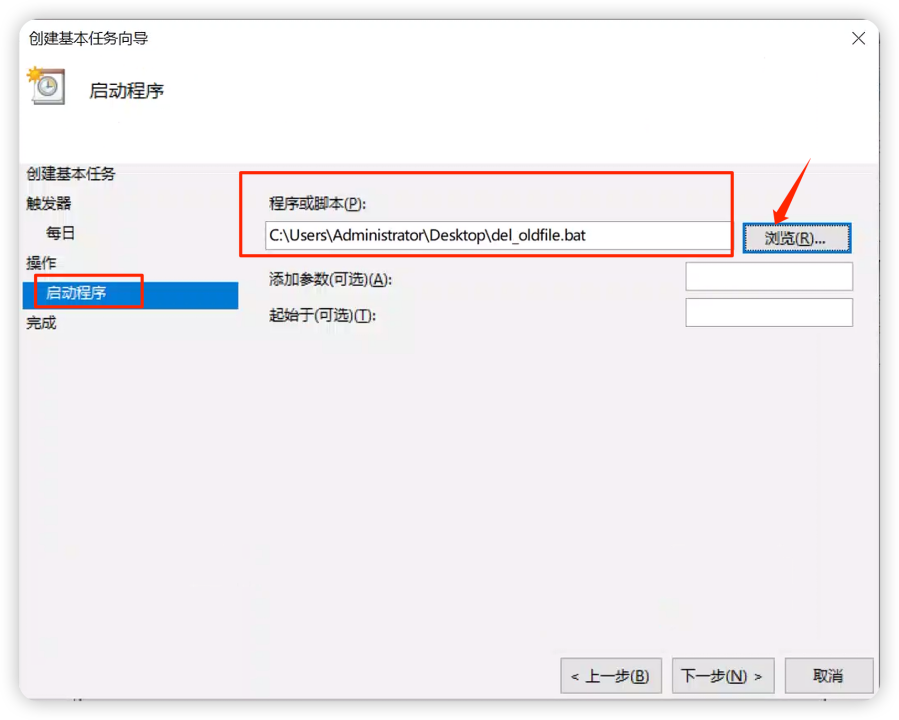 创建基本任务向导
启动程序
创建基本任务
触发器
每日
操作
启动程序
完成
程序或脚本(P):
C:\Users\Administrator\Desktop\del_oldfile.bat
浏览(R)...
添加参数(可选)(A):
起始于(可选)(T):
< 上一步(B)
下一步(N) >
取消